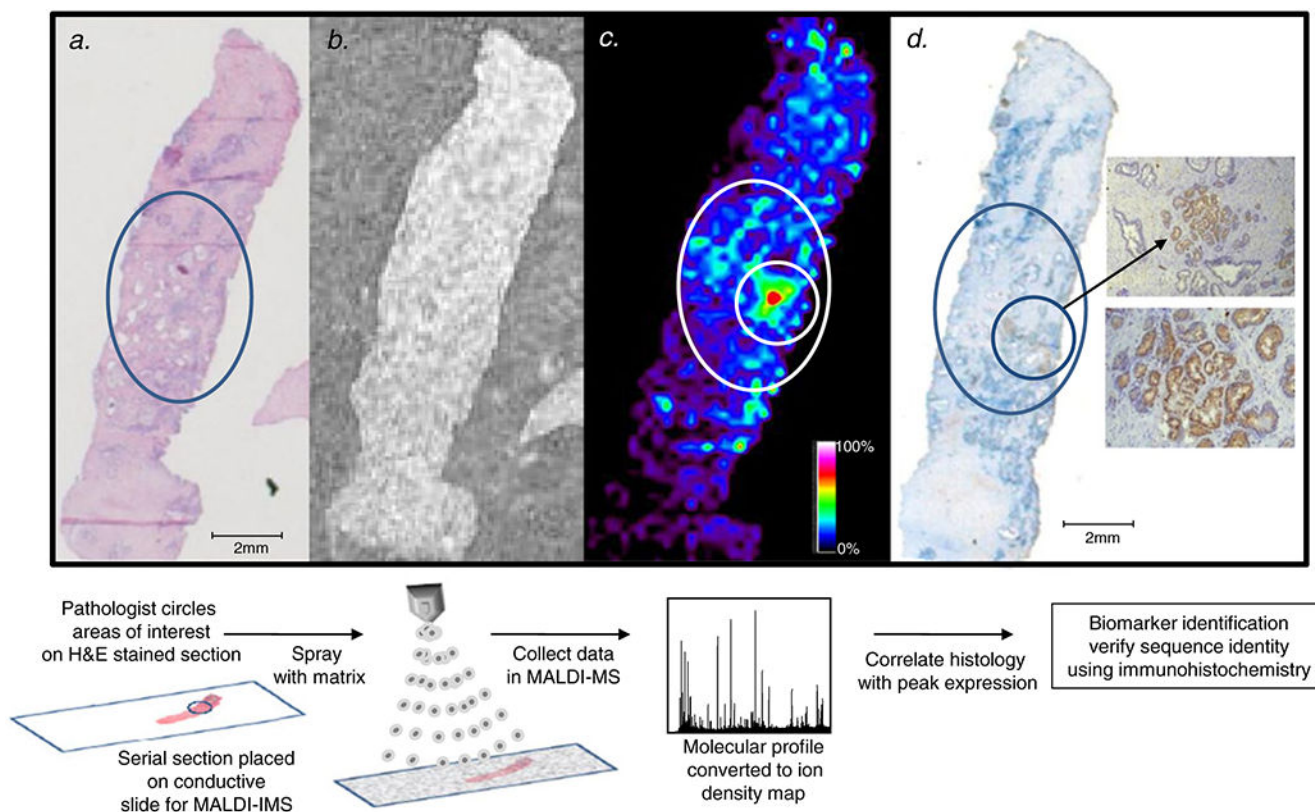 a.
b.
c.
d.
100%
0%
2mm
2mm
Pathologist circles
areas of interest
on H&E stained section
Spray
with matrix
Collect data
in MALDI-MS
Correlate histology
with peak expression
Biomarker identification
verify sequence identity
using immunohistochemistry
Serial section placed
on conductive
slide for MALDI-IMS
Molecular profile
converted to ion
density map